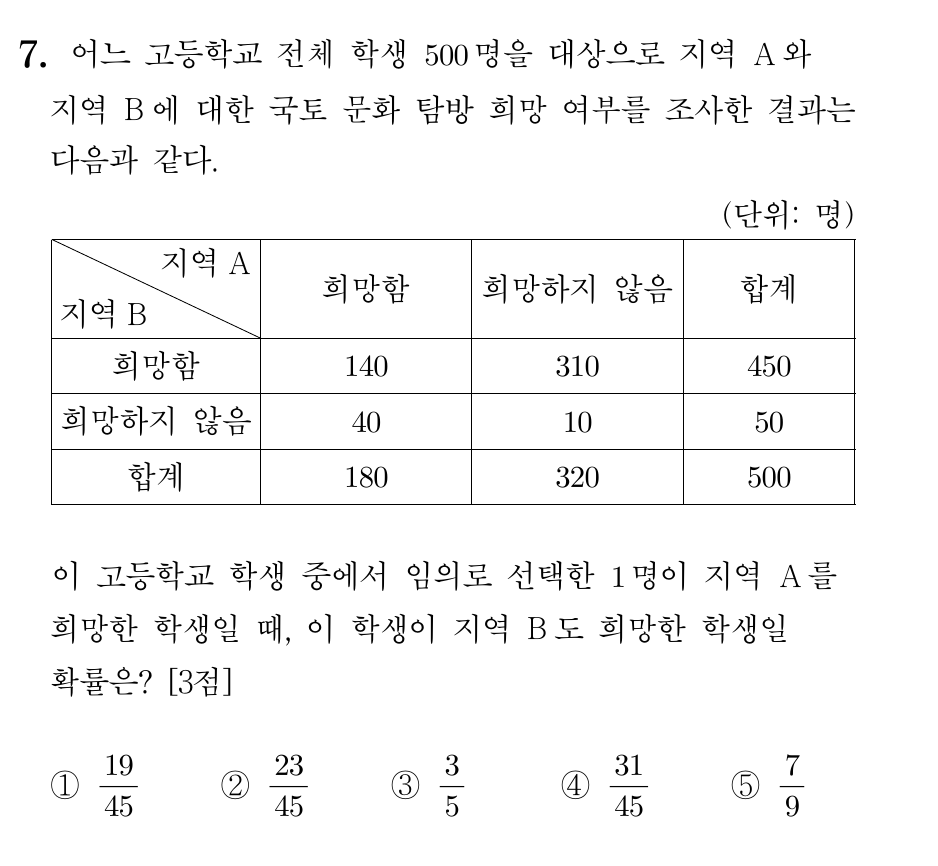 7. 어느 고등학교 전체 학생 500명을 대상으로 지역 A와
지역 B에 대한 국토 문화 탐방 희망 여부를 조사한 결과는
다음과 같다.
(단위: 명)
지역 A
지역 B
희망함 희망하지 않음 합계
희망함 140 310 450
희망하지 않음 40 10 50
합계 180 320 500
이 고등학교 학생 중에서 임의로 선택한 1명이 지역 A를
희망한 학생일 때, 이 학생이 지역 B도 희망한 학생일
확률은? [3점]
① 19/45 ② 23/45 ③ 3/5 ④ 31/45 ⑤ 7/9